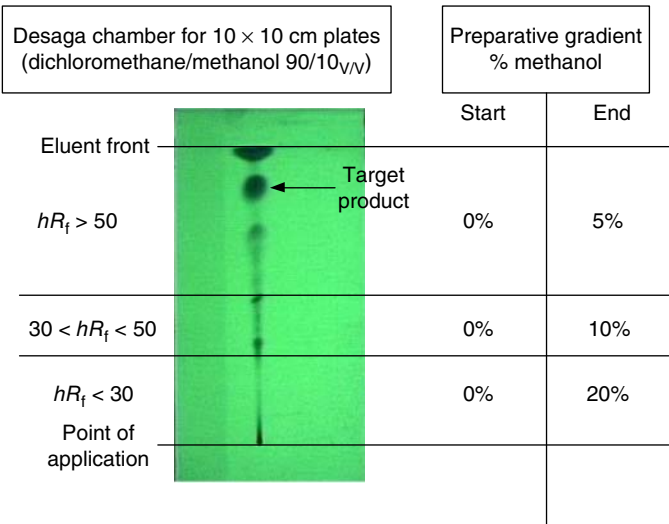 Desaga chamber for 10 × 10 cm plates
(dichloromethane/methanol 90/10V/V)
Preparative gradient
% methanol
Start End
Eluent front
Target
product
hRf > 50 0% 5%
30 < hRf < 50 0% 10%
hRf < 30 0% 20%
Point of
application